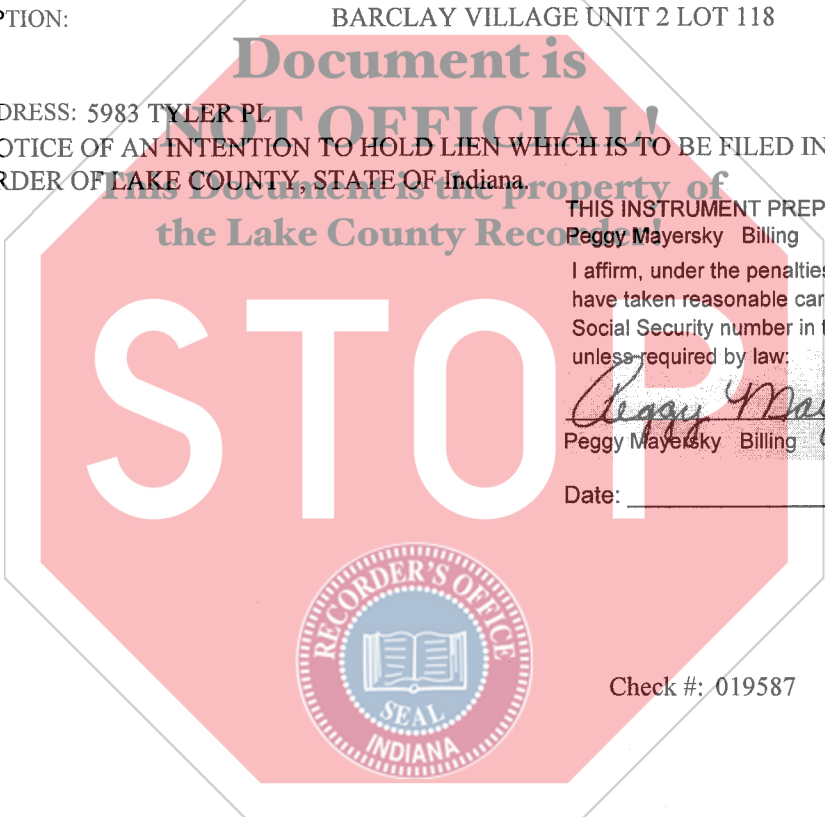 PTION: BARCLAY VILLAGE UNIT 2 LOT 118
Document is
DRESS: 5983 TYLER PL
NOT OFFICIAL!
OTICE OF AN INTENTION TO HOLD LIEN WHICH IS TO BE FILED IN
RDER OF LAKE COUNTY, STATE OF Indiana.
This Document is the property of
the Lake County Recorder!
THIS INSTRUMENT PREP
Peggy Mayersky Billing
I affirm, under the penalties
have taken reasonable car
Social Security number in t
unless required by law:
Peggy May
Peggy Mayersky Billing
Date:
STOP
RECORDER'S OFFICE
SEAL
INDIANA
Check #: 019587